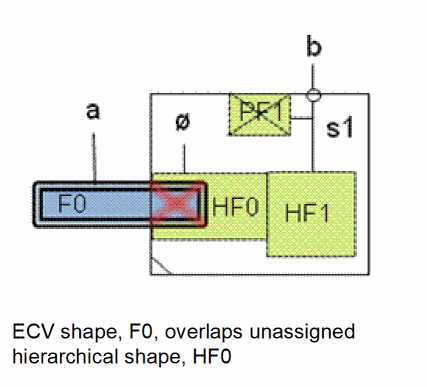 b
a
ø
PF1
s1
F0
HF0
HF1
ECV shape, F0, overlaps unassigned
hierarchical shape, HF0